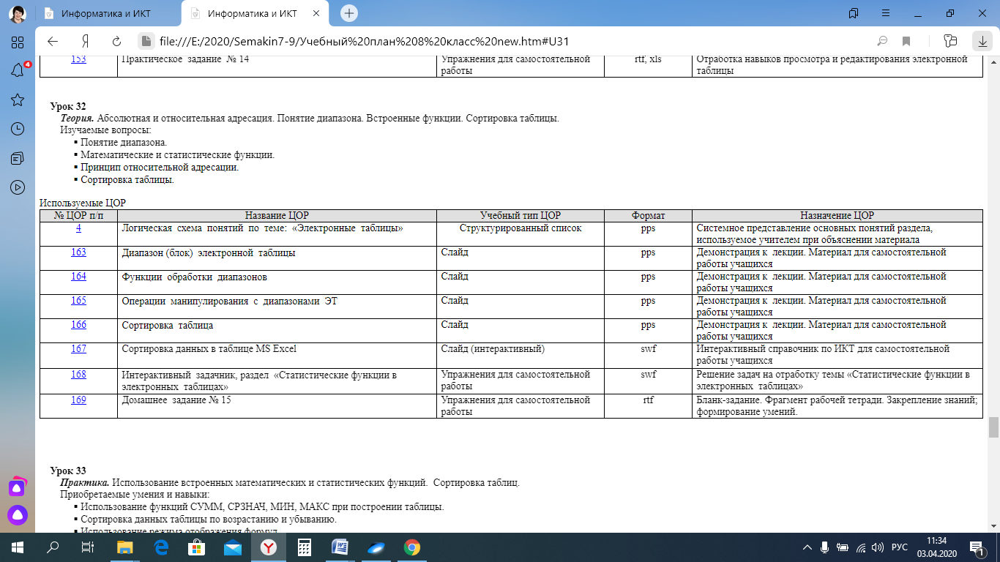 Информатика и ИКТ
Информатика и ИКТ
file:///E:/2020/Semakin7-9/Учебный%20план%208%20класс%20new.htm#U31
4
153 Практическое задание № 14 Упражнения для самостоятельной rtf, xls Отработка навыков просмотра и редактирования электронной
работы таблицы
Урок 32
Теория. Абсолютная и относительная адресация. Понятие диапазона. Встроенные функции. Сортировка таблицы.
Изучаемые вопросы:
▪ Понятие диапазона.
▪ Математические и статистические функции.
▪ Принцип относительной адресации.
▪ Сортировка таблицы.
Используемые ЦОР
№ ЦОР п/п Название ЦОР Учебный тип ЦОР Формат Назначение ЦОР
4 Логическая схема понятий по теме: «Электронные таблицы» Структурированный список pps Системное представление основных понятий раздела,
используемое учителем при объяснении материала
163 Диапазон (блок) электронной таблицы Слайд pps Демонстрация к лекции. Материал для самостоятельной
работы учащихся
164 Функции обработки диапазонов Слайд pps Демонстрация к лекции. Материал для самостоятельной
работы учащихся
165 Операции манипулирования с диапазонами ЭТ Слайд pps Демонстрация к лекции. Материал для самостоятельной
работы учащихся
166 Сортировка таблица Слайд pps Демонстрация к лекции. Материал для самостоятельной
работы учащихся
167 Сортировка данных в таблице MS Excel Слайд (интерактивный) swf Интерактивный справочник по ИКТ для самостоятельной
работы учащихся
168 Интерактивный задачник, раздел «Статистические функции в Упражнения для самостоятельной swf Решение задач на отработку темы «Статистические функции в
электронных таблицах» работы электронных таблицах»
169 Домашнее задание № 15 Упражнения для самостоятельной rtf Бланк-задание. Фрагмент рабочей тетради. Закрепление знаний;
работы формирование умений.
Урок 33
Практика. Использование встроенных математических и статистических функций. Сортировка таблиц.
Приобретаемые умения и навыки:
▪ Использование функций СУММ, СРЗНАЧ, МИН, МАКС при построении таблицы.
▪ Сортировка данных таблицы по возрастанию и убыванию.
▪ Использование режима отображения формул
РУС
11:34
03.04.2020
1